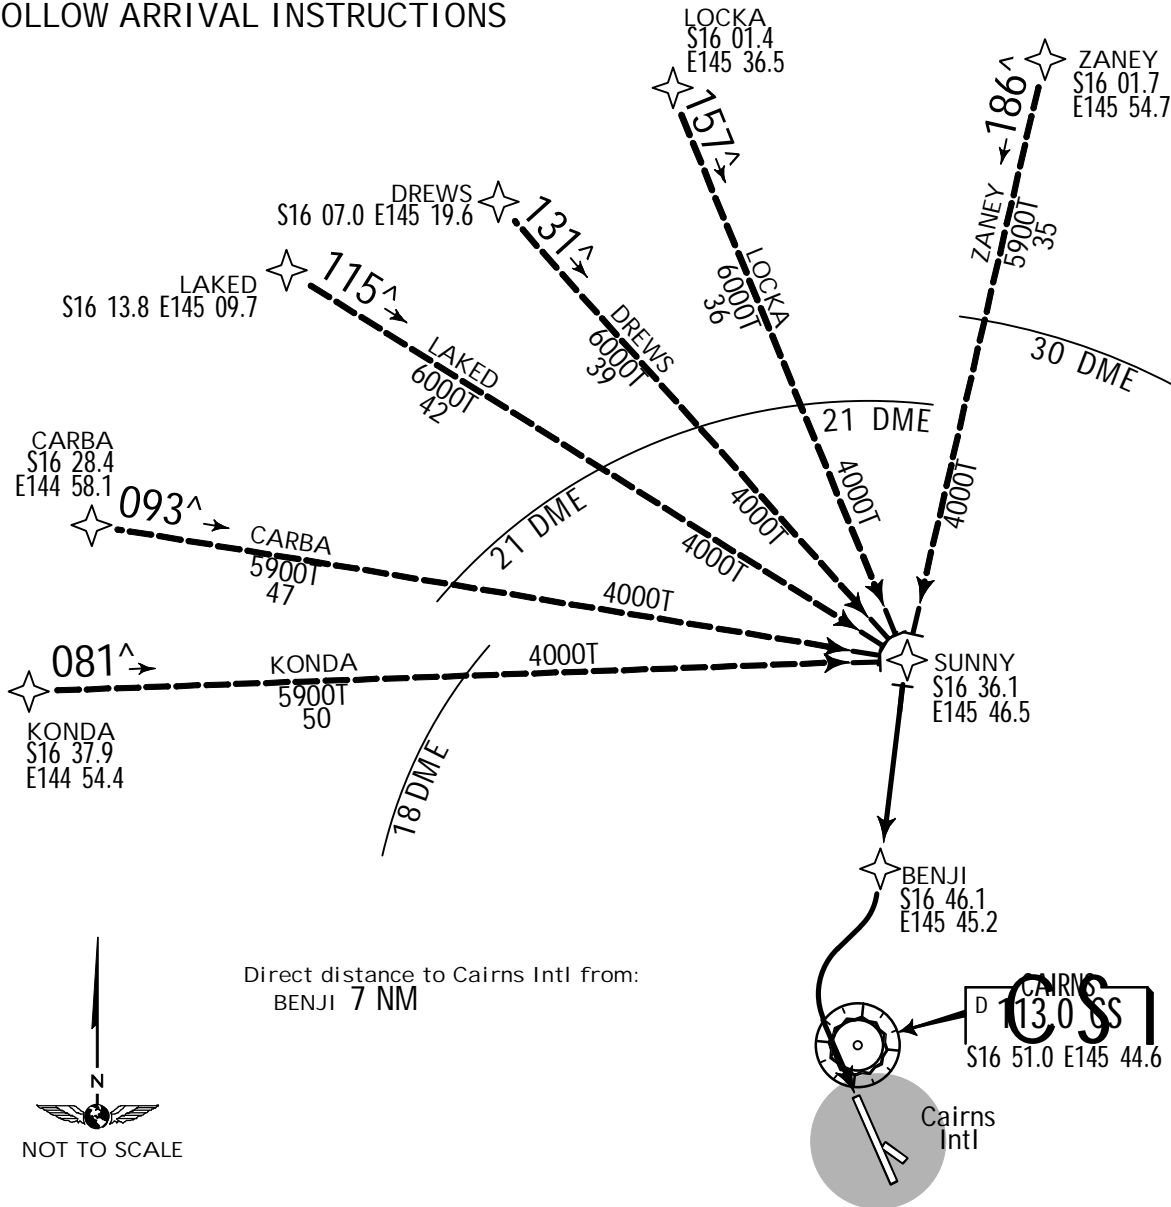 OLLOW ARRIVAL INSTRUCTIONS
LOCKA
S16 01.4
E145 36.5
157^
ZANEY
S16 01.7
E145 54.7
186^
ZANEY
5900T
35
DREWS
S16 07.0 E145 19.6
131^
LOCKA
6000T
36
LAKED
S16 13.8 E145 09.7
115^
DREWS
6000T
39
30 DME
LAKED
6000T
42
21 DME
CARBA
S16 28.4
E144 58.1
093^
CARBA
5900T
47
21 DME
4000T
4000T
4000T
4000T
4000T
081^
KONDA
5900T
50
4000T
KONDA
S16 37.9
E144 54.4
SUNNY
S16 36.1
E145 46.5
18 DME
BENJI
S16 46.1
E145 45.2
Direct distance to Cairns Intl from:
BENJI 7 NM
CAIRNS
D 113.0 CS
CS
S16 51.0 E145 44.6
N
NOT TO SCALE
Cairns
Intl